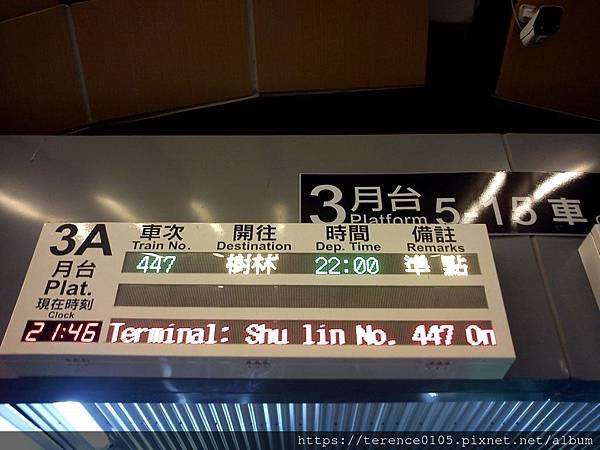 3 月台 5-15 車
Platform
3A 車次 開往 時間 備註
Train No. Destination Dep. Time Remarks
月台 447 樹林 22:00 準點
Plat.
現在時刻
Clock
21:46 Terminal: Shu lin No. 447 On
https://terence0105.pixnet.net/album